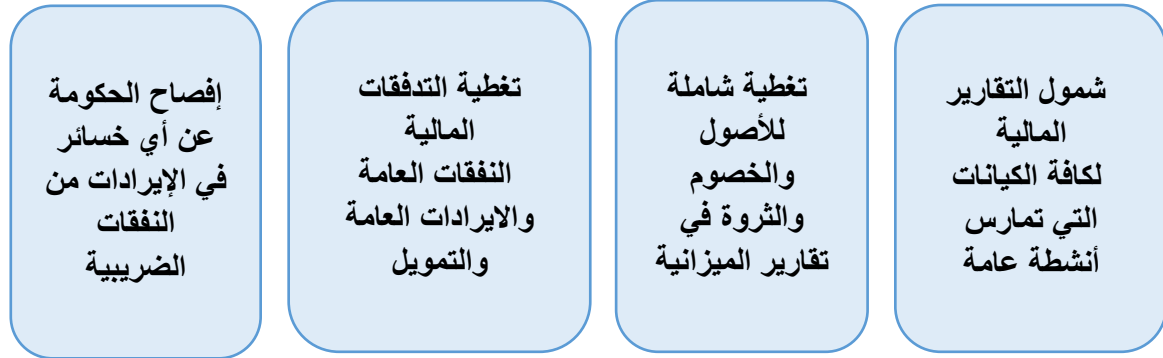 شمول التقارير
المالية
لكافة الكيانات
التي تمارس
أنشطة عامة
تغطية شاملة
للأصول
والخصوم
والثروة في
تقارير الميزانية
تغطية التدفقات
المالية
النفقات العامة
والايرادات العامة
والتمويل
إفصاح الحكومة
عن أي خسائر
في الإيرادات من
النفقات
الضريبية